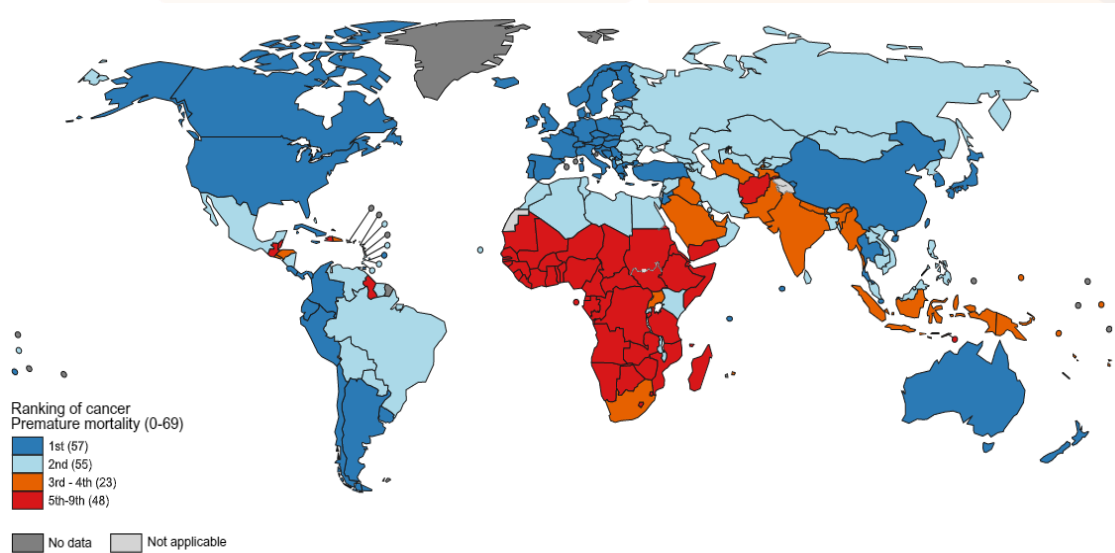 Ranking of cancer
Premature mortality (0-69)
1st (57)
2nd (55)
3rd - 4th (23)
5th-9th (48)
No data
Not applicable